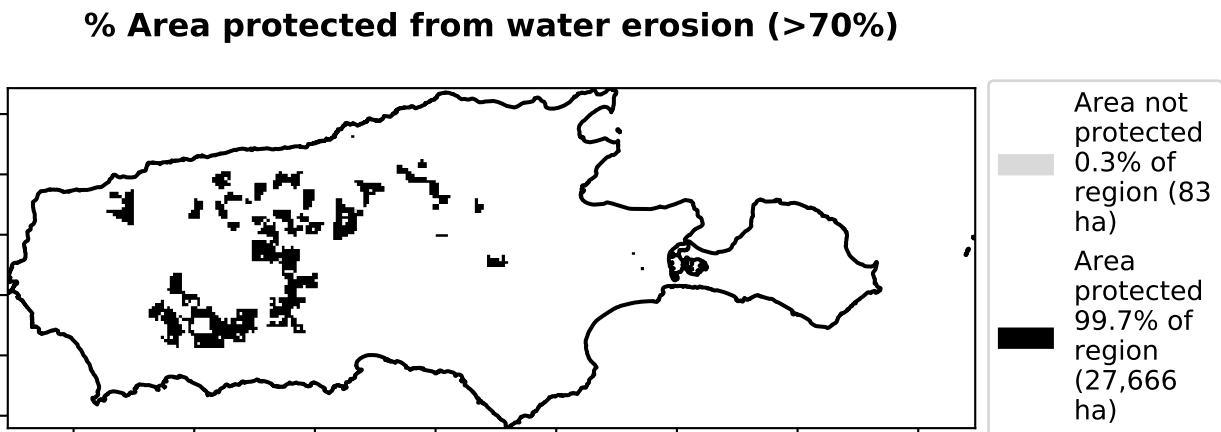 % Area protected from water erosion (>70%)
Area not
protected
0.3% of
region (83
ha)
Area
protected
99.7% of
region
(27,666
ha)